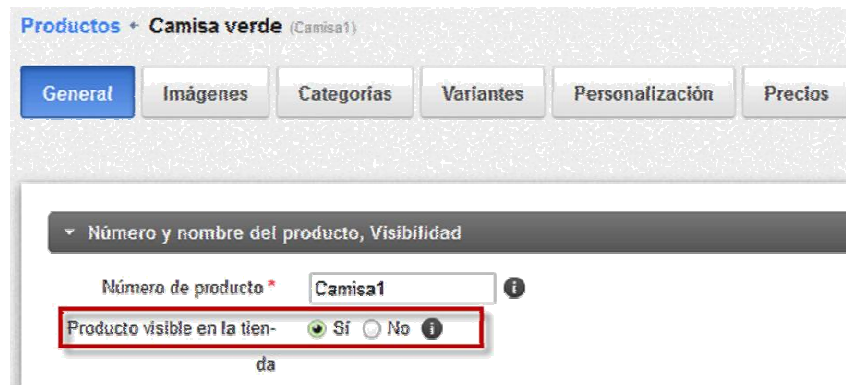 Productos Camisa verde (Camisa1)
General Imágenes Categorías Variantes Personalización Precios
Número y nombre del producto, Visibilidad
Número de producto * Camisa1
Producto visible en la tien- Sí No
da